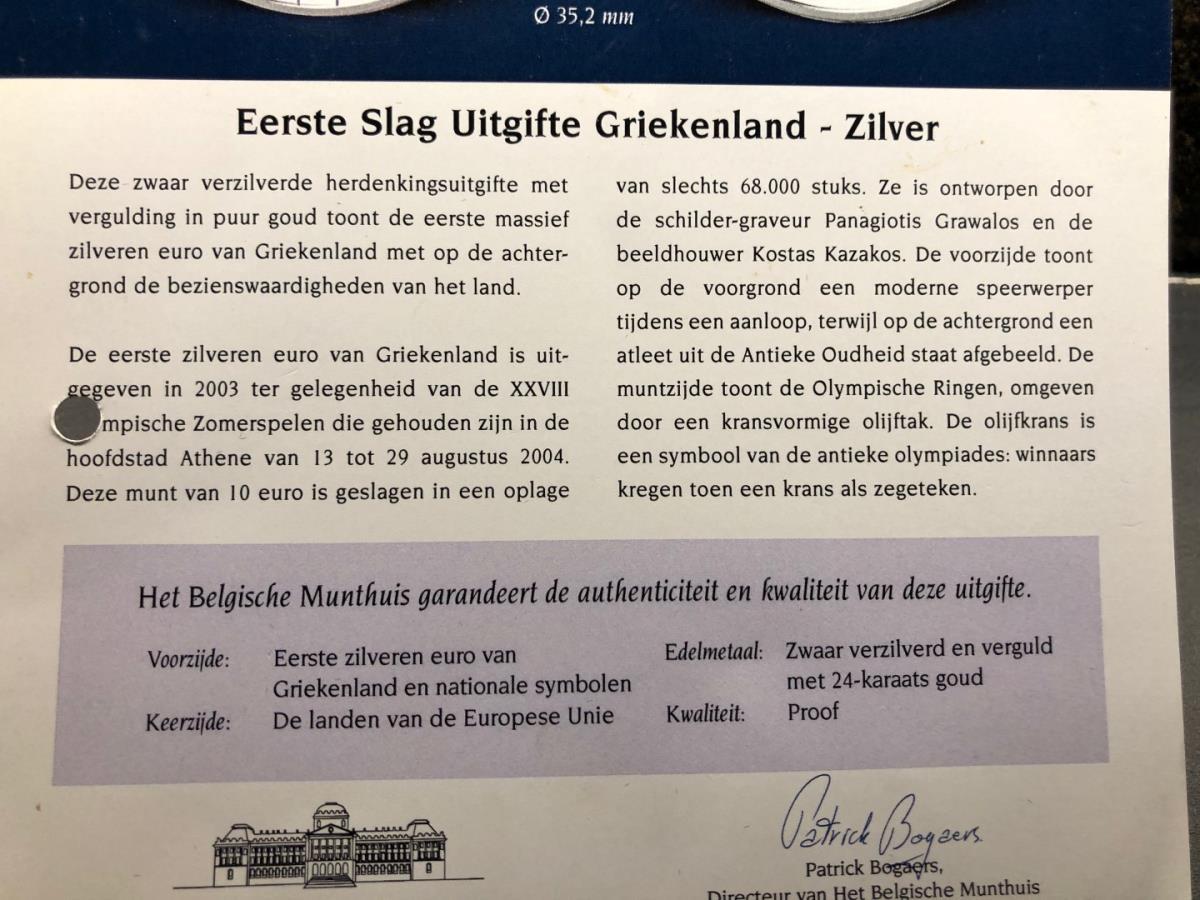 Ø 35,2 mm
Eerste Slag Uitgifte Griekenland - Zilver
Deze zwaar verzilverde herdenkingsuitgifte met
vergulding in puur goud toont de eerste massief
zilveren euro van Griekenland met op de achter-
grond de bezienswaardigheden van het land.
De eerste zilveren euro van Griekenland is uit-
gegeven in 2003 ter gelegenheid van de XXVIII
mpische Zomerspelen die gehouden zijn in de
hoofdstad Athene van 13 tot 29 augustus 2004.
Deze munt van 10 euro is geslagen in een oplage
van slechts 68.000 stuks. Ze is ontworpen door
de schilder-graveur Panagiotis Grawalos en de
beeldhouwer Kostas Kazakos. De voorzijde toont
op de voorgrond een moderne speerwerper
tijdens een aanloop, terwijl op de achtergrond een
atleet uit de Antieke Oudheid staat afgebeeld. De
muntzijde toont de Olympische Ringen, omgeven
door een kransvormige olijftak. De olijfkrans is
een symbool van de antieke olympiades: winnaars
kregen toen een krans als zegeteken.
Het Belgische Munthuis garandeert de authenticiteit en kwaliteit van deze uitgifte.
Voorzijde: Eerste zilveren euro van
Griekenland en nationale symbolen
Keerzijde: De landen van de Europese Unie
Edelmetaal: Zwaar verzilverd en verguld
met 24-karaats goud
Kwaliteit: Proof
Patrick Bogaers
Patrick Bogaers,
Directeur van Het Belgische Munthuis